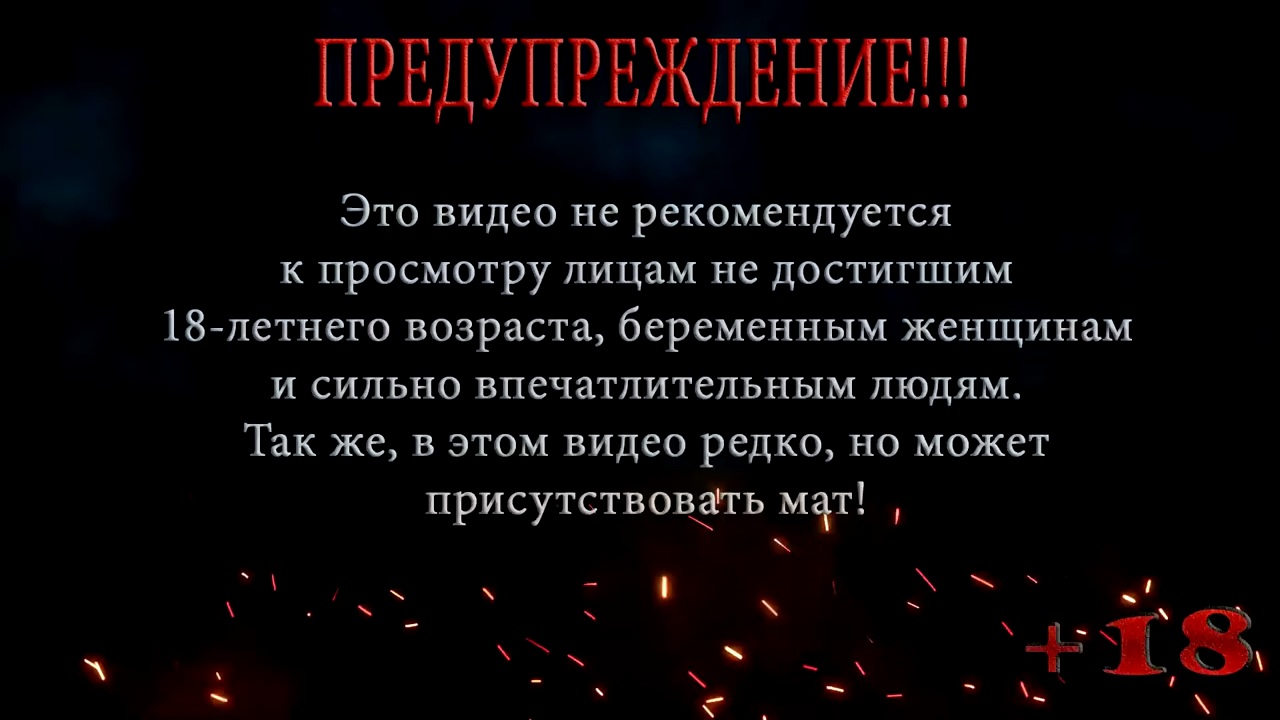 ПРЕДУПРЕЖДЕНИЕ!!!
Это видео не рекомендуется
к просмотру лицам не достигшим
18-летнего возраста, беременным женщинам
и сильно впечатлительным людям.
Так же, в этом видео редко, но может
присутствовать мат!
+18